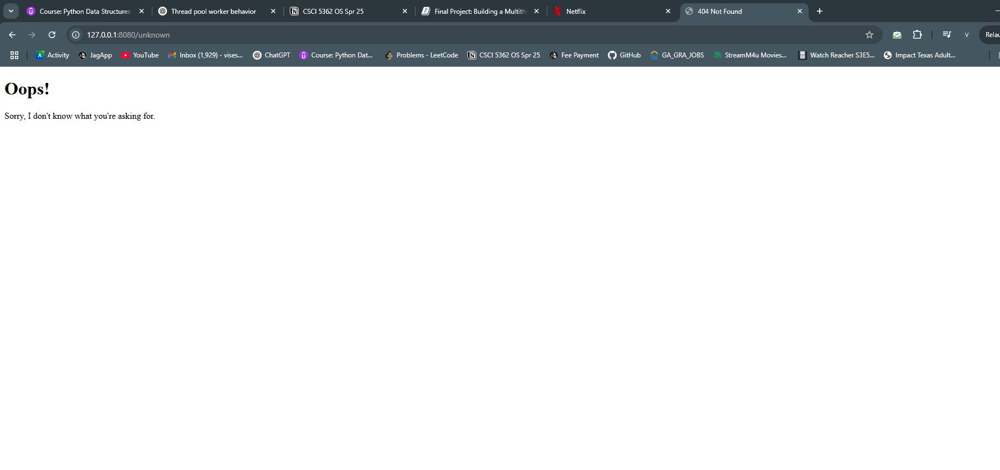 Course: Python Data Structures
Thread pool worker behavior
CSCI 5362 OS Spr 25
Final Project: Building a Multith
Netflix
404 Not Found
127.0.0.1:8080/unknown
V
Relau
Activity
JagApp
YouTube
Inbox (1,929) - vises...
ChatGPT
Course: Python Dat...
Problems - LeetCode
CSCI 5362 OS Spr 25
Fee Payment
GitHub
GA_GRA_JOBS
StreamM4u Movies...
Watch Reacher S3E5...
Impact Texas Adult...
Oops!
Sorry, I don't know what you're asking for.